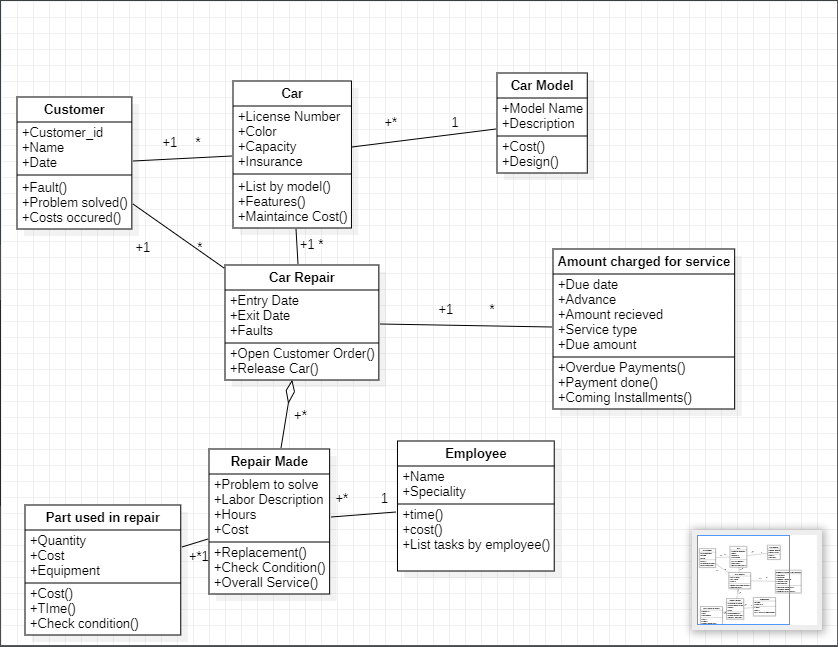 Customer
+Customer_id
+Name
+Date
+Fault()
+Problem solved()
+Costs occured()
+1 *
Car
+License Number
+Color
+Capacity
+Insurance
+List by model()
+Features()
+Maintaince Cost()
+* 1
Car Model
+Model Name
+Description
+Cost()
+Design()
+1 *
+1 *
Car Repair
+Entry Date
+Exit Date
+Faults
+Open Customer Order()
+Release Car()
+1 *
Amount charged for service
+Due date
+Advance
+Amount recieved
+Service type
+Due amount
+Overdue Payments()
+Payment done()
+Coming Installments()
+*
Repair Made
+Problem to solve
+Labor Description
+Hours
+Cost
+Replacement()
+Check Condition()
+Overall Service()
+* 1
Employee
+Name
+Speciality
+time()
+cost()
+List tasks by employee()
Part used in repair
+Quantity
+Cost
+Equipment
+Cost()
+TIme()
+Check condition()
+*1